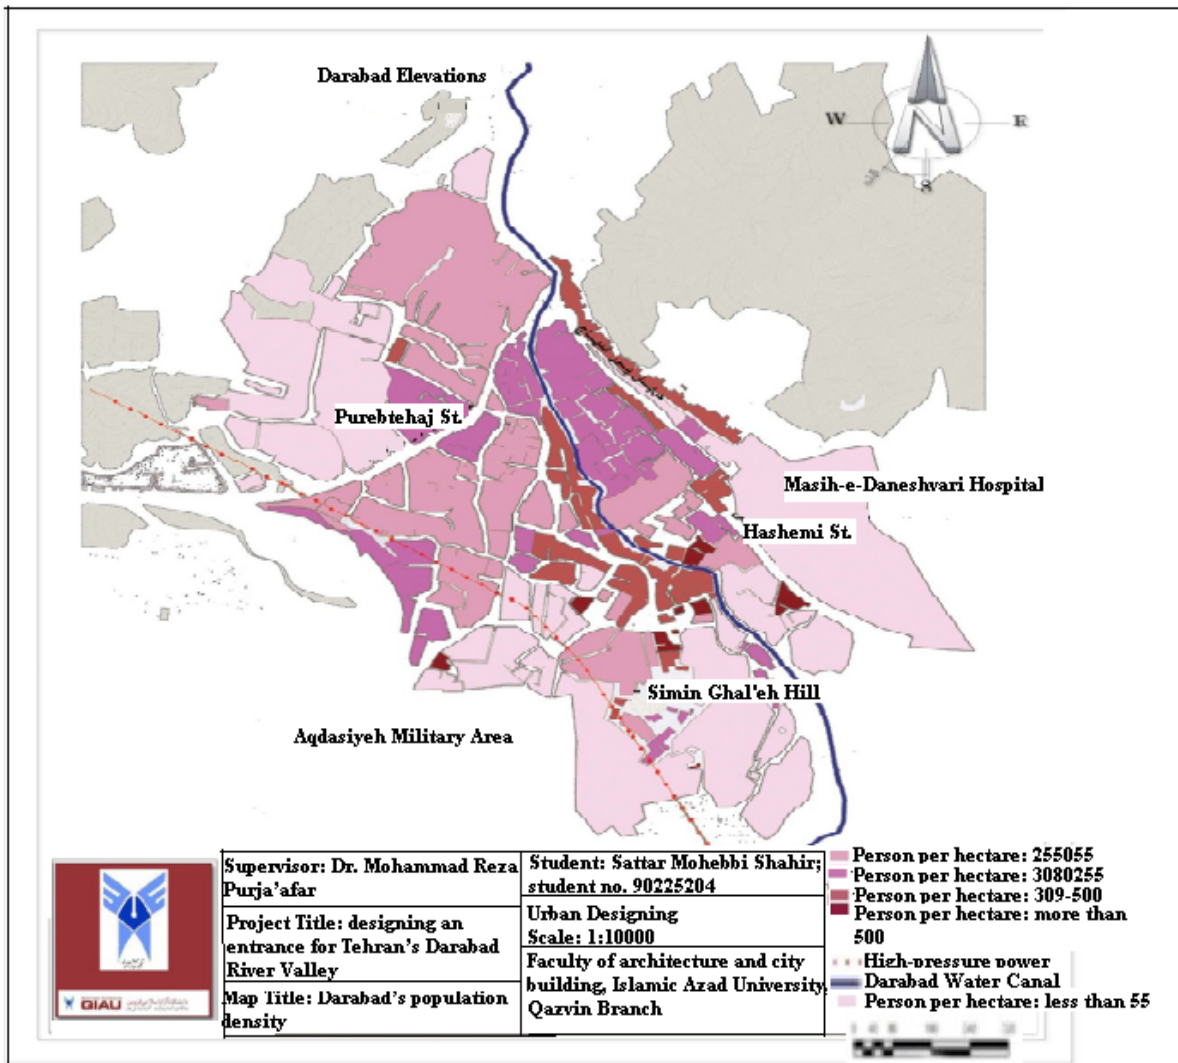 Darabad Elevations
W
E
N
S
Purebtehaj St.
Masih-e-Daneshvari Hospital
Hashemi St.
Simin Ghal'eh Hill
Aqdasiyeh Military Area
Supervisor: Dr. Mohammad Reza
Purja'afar
Project Title: designing an
entrance for Tehran's Darabad
River Valley
Map Title: Darabad's population
density
Student: Sattar Mohebbi Shahir;
student no. 90225204
Urban Designing
Scale: 1:10000
Faculty of architecture and city
building, Islamic Azad University,
Qazvin Branch
Person per hectare: 255055
Person per hectare: 3080255
Person per hectare: 309-500
Person per hectare: more than
500
High-pressure power
Darabad Water Canal
Person per hectare: less than 55
QIAU